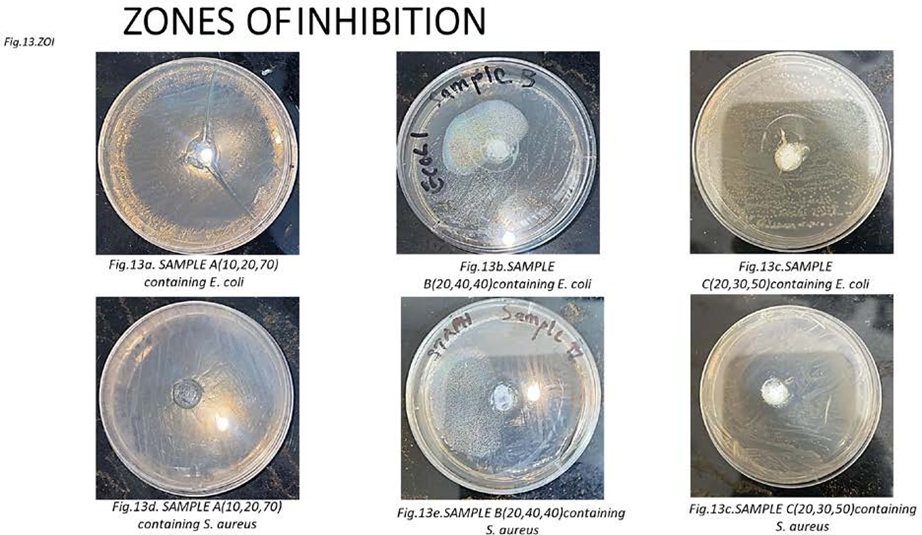 ZONES OF INHIBITION
Fig.13.ZOI
Sample B
ECOLI
Fig.13a. SAMPLE A(10,20,70)
containing E. coli
Fig.13b.SAMPLE
B(20,40,40)containing E. coli
Fig.13c.SAMPLE
C(20,30,50)containing E. coli
STAPH
Sample
Fig.13d. SAMPLE A(10,20,70)
containing S. aureus
Fig.13e.SAMPLE B(20,40,40)containing
S. aureus
Fig.13c.SAMPLE C(20,30,50)containing
S. aureus